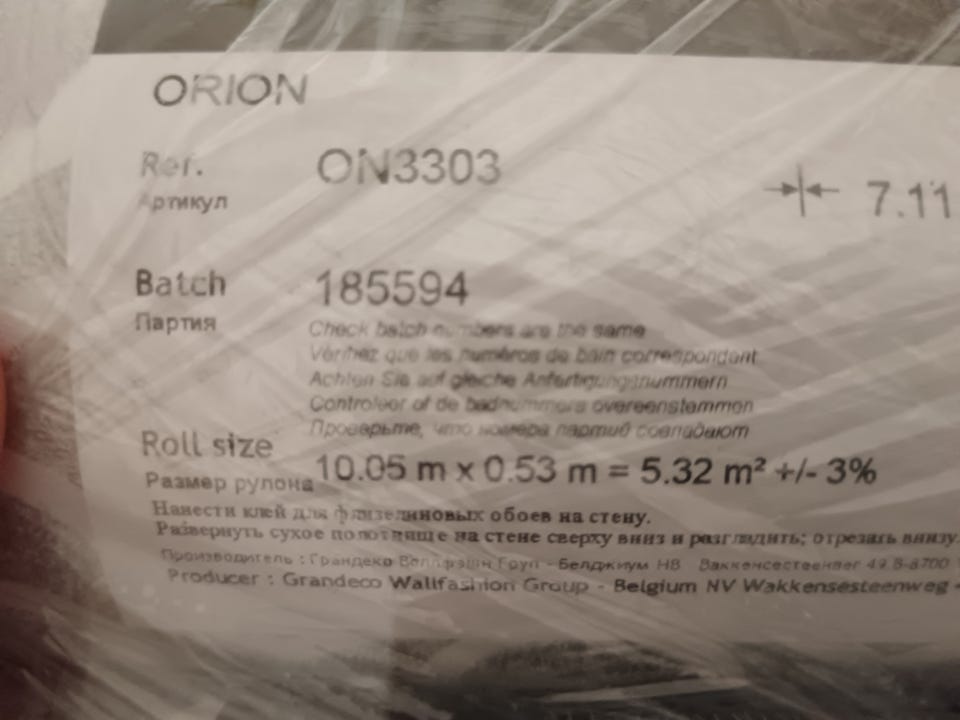 ORION
Ref. ON3303
Артикул
7.11
Batch 185594
Партия
Check batch numbers are the same
Vérifiez que les numéros de bain correspondent
Achten Sie auf gleiche Anfertigungsnummern
Controleer of de badnummers overeenstemmen
Проверьте, что номера партий совпадают
Roll size
Размер рулона 10.05 m x 0.53 m = 5.32 m² +/- 3%
Нанести клей для флизелиновых обоев на стену.
Развернуть сухое полотнище на стене сверху вниз и разгладить; отрезать внизу
Производитель : Грандеко Воллфэшн Груп - Белджиум НВ Ваккенсестеенвег 49 B-8700
Producer : Grandeco Wallfashion Group - Belgium NV Wakkensesteenweg